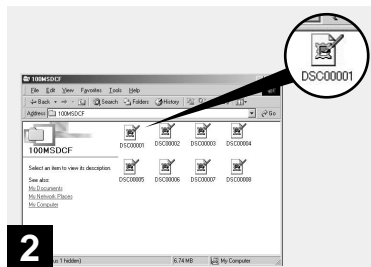 DSC00001
100MSDCF
File Edit View Favorites Tools Help
Back Search Folders History
Address 100MSDCF Go
100MSDCF
Select an item to view its description.
See also:
My Documents
My Network Places
My Computer
DSC00001 DSC00002 DSC00003 DSC00004
DSC00005 DSC00006 DSC00007 DSC00008
2
us 1 hidden) 6.74 MB My Computer